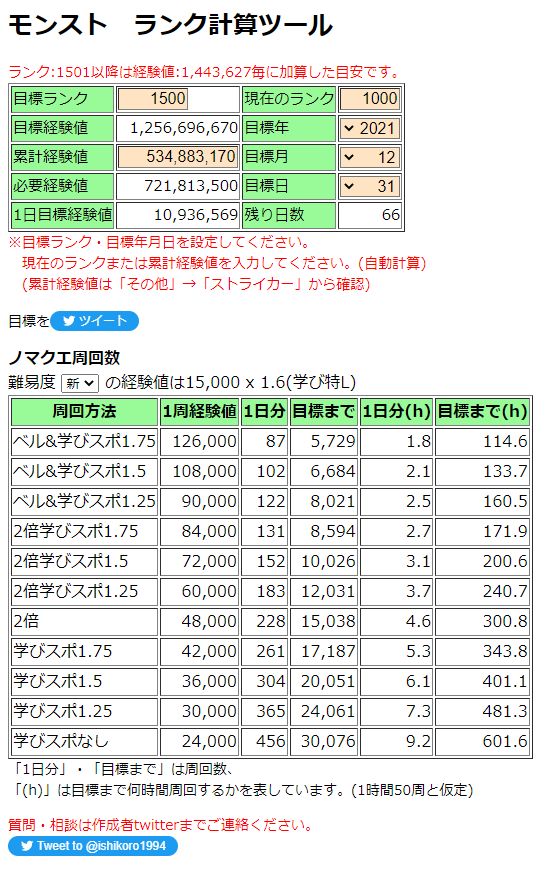 モンスト　ランク計算ツール
ランク:1501以降は経験値:1,443,627毎に加算した目安です。
目標ランク 1500 現在のランク 1000
目標経験値 1,256,696,670 目標年 2021
累計経験値 534,883,170 目標月 12
必要経験値 721,813,500 目標日 31
1日目標経験値 10,936,569 残り日数 66
※目標ランク・目標年月日を設定してください。
現在のランクまたは累計経験値を入力してください。(自動計算)
(累計経験値は「その他」→「ストライカー」から確認)
目標を ツイート
ノマクエ周回数
難易度 新 の経験値は15,000 x 1.6(学び特L)
周回方法 1周経験値 1日分 目標まで 1日分(h) 目標まで(h)
ベル&学びスポ1.75 126,000 87 5,729 1.8 114.6
ベル&学びスポ1.5 108,000 102 6,684 2.1 133.7
ベル&学びスポ1.25 90,000 122 8,021 2.5 160.5
2倍学びスポ1.75 84,000 131 8,594 2.7 171.9
2倍学びスポ1.5 72,000 152 10,026 3.1 200.6
2倍学びスポ1.25 60,000 183 12,031 3.7 240.7
2倍 48,000 228 15,038 4.6 300.8
学びスポ1.75 42,000 261 17,187 5.3 343.8
学びスポ1.5 36,000 304 20,051 6.1 401.1
学びスポ1.25 30,000 365 24,061 7.3 481.3
学びスポなし 24,000 456 30,076 9.2 601.6
「1日分」・「目標まで」は周回数、
「(h)」は目標まで何時間周回するかを表しています。(1時間50周と仮定)
質問・相談は作成者twitterまでご連絡ください。
Tweet to @ishikoro1994